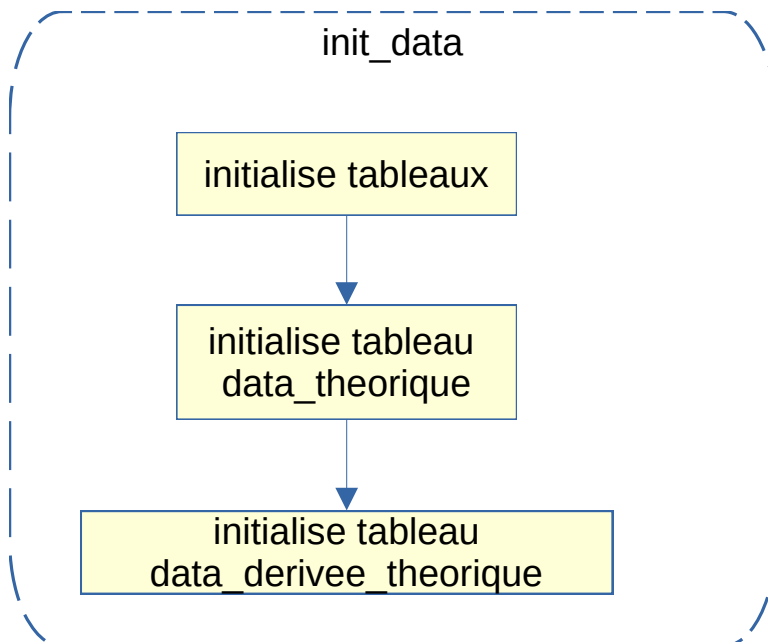 init_data
initialise tableaux
initialise tableau
data_theorique
initialise tableau
data_derivee_theorique